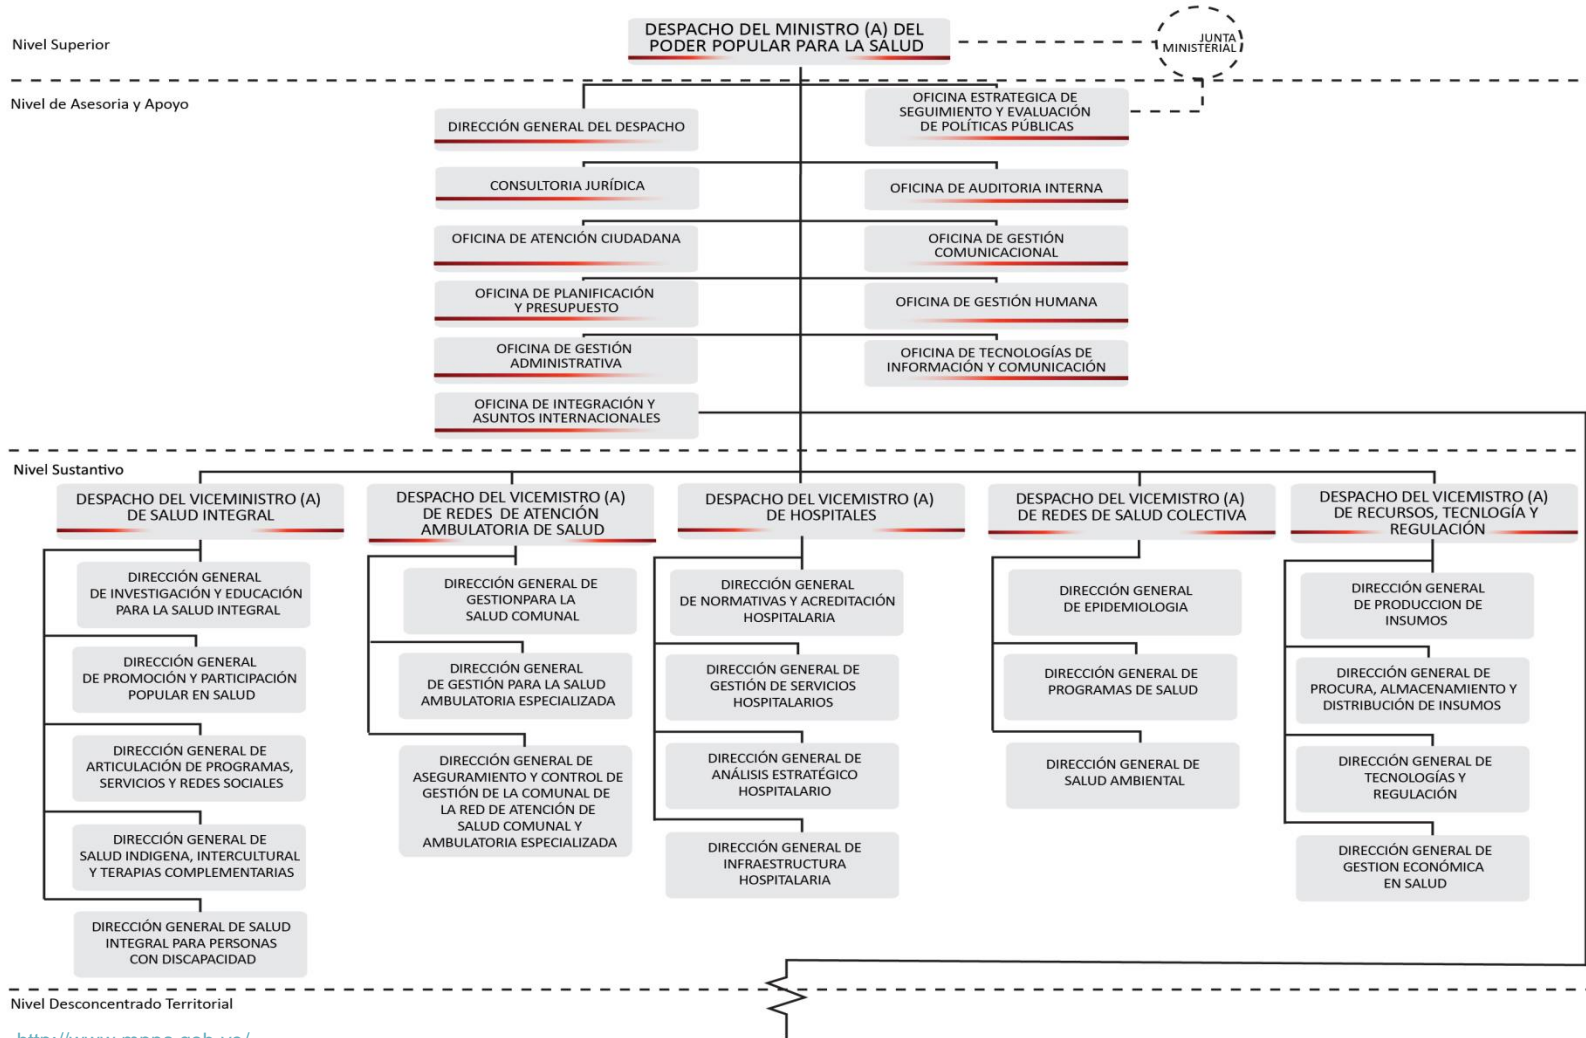 Nivel Superior
DESPACHO DEL MINISTRO (A) DEL
PODER POPULAR PARA LA SALUD
JUNTA
MINISTERIAL
Nivel de Asesoria y Apoyo
DIRECCIÓN GENERAL DEL DESPACHO
OFICINA ESTRATEGICA DE
SEGUIMIENTO Y EVALUACIÓN
DE POLÍTICAS PÚBLICAS
CONSULTORIA JURÍDICA
OFICINA DE AUDITORIA INTERNA
OFICINA DE ATENCIÓN CIUDADANA
OFICINA DE GESTIÓN
COMUNICACIONAL
OFICINA DE PLANIFICACIÓN
Y PRESUPUESTO
OFICINA DE GESTIÓN HUMANA
OFICINA DE GESTIÓN
ADMINISTRATIVA
OFICINA DE TECNOLOGÍAS DE
INFORMACIÓN Y COMUNICACIÓN
OFICINA DE INTEGRACIÓN Y
ASUNTOS INTERNACIONALES
Nivel Sustantivo
DESPACHO DEL VICEMINISTRO (A)
DE SALUD INTEGRAL
DIRECCIÓN GENERAL
DE INVESTIGACIÓN Y EDUCACIÓN
PARA LA SALUD INTEGRAL
DIRECCIÓN GENERAL
DE PROMOCIÓN Y PARTICIPACIÓN
POPULAR EN SALUD
DIRECCIÓN GENERAL DE
ARTICULACIÓN DE PROGRAMAS,
SERVICIOS Y REDES SOCIALES
DIRECCIÓN GENERAL DE
SALUD INDIGENA, INTERCULTURAL
Y TERAPIAS COMPLEMENTARIAS
DIRECCIÓN GENERAL DE SALUD
INTEGRAL PARA PERSONAS
CON DISCAPACIDAD
DESPACHO DEL VICEMISTRO (A)
DE REDES DE ATENCIÓN
AMBULATORIA DE SALUD
DIRECCIÓN GENERAL DE
GESTIONPARA LA
SALUD COMUNAL
DIRECCIÓN GENERAL
DE GESTIÓN PARA LA SALUD
AMBULATORIA ESPECIALIZADA
DIRECCIÓN GENERAL DE
ASEGURAMIENTO Y CONTROL DE
GESTIÓN DE LA COMUNAL DE
LA RED DE ATENCIÓN DE
SALUD COMUNAL Y
AMBULATORIA ESPECIALIZADA
DESPACHO DEL VICEMISTRO (A)
DE HOSPITALES
DIRECCIÓN GENERAL
DE NORMATIVAS Y ACREDITACIÓN
HOSPITALARIA
DIRECCIÓN GENERAL DE
GESTIÓN DE SERVICIOS
HOSPITALARIOS
DIRECCIÓN GENERAL DE
ANÁLISIS ESTRATÉGICO
HOSPITALARIO
DIRECCIÓN GENERAL DE
INFRAESTRUCTURA
HOSPITALARIA
DESPACHO DEL VICEMISTRO (A)
DE REDES DE SALUD COLECTIVA
DIRECCIÓN GENERAL
DE EPIDEMIOLOGIA
DIRECCIÓN GENERAL DE
PROGRAMAS DE SALUD
DIRECCIÓN GENERAL DE
SALUD AMBIENTAL
DESPACHO DEL VICEMISTRO (A)
DE RECURSOS, TECNLOGÍA Y
REGULACIÓN
DIRECCIÓN GENERAL
DE PRODUCCION DE
INSUMOS
DIRECCIÓN GENERAL DE
PROCURA, ALMACENAMIENTO Y
DISTRIBUCIÓN DE INSUMOS
DIRECCIÓN GENERAL DE
TECNOLOGÍAS Y
REGULACIÓN
DIRECCIÓN GENERAL DE
GESTION ECONÓMICA
EN SALUD
Nivel Desconcentrado Territorial